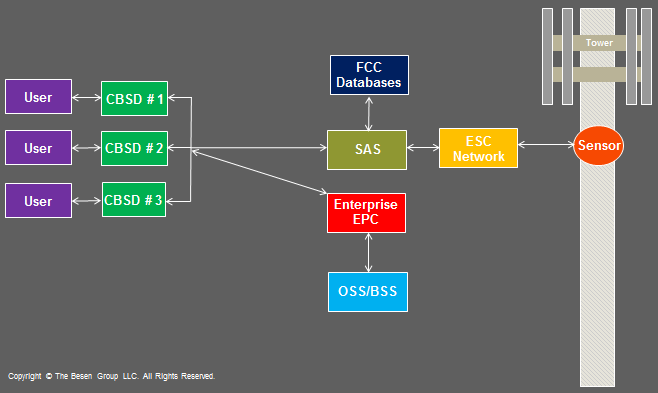 Tower
FCC
Databases
User
CBSD # 1
User
CBSD # 2
SAS
ESC
Network
Sensor
User
CBSD # 3
Enterprise
EPC
OSS/BSS
Copyright © The Besen Group LLC. All Rights Reserved.